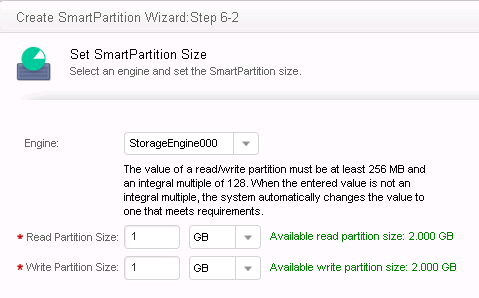 Create SmartPartition Wizard:Step 6-2
Set SmartPartition Size
Select an engine and set the SmartPartition size.
Engine: StorageEngine000
The value of a read/write partition must be at least 256 MB and
an integral multiple of 128. When the entered value is not an
integral multiple, the system automatically changes the value to
one that meets requirements.
* Read Partition Size: 1 GB Available read partition size: 2.000 GB
* Write Partition Size: 1 GB Available write partition size: 2.000 GB